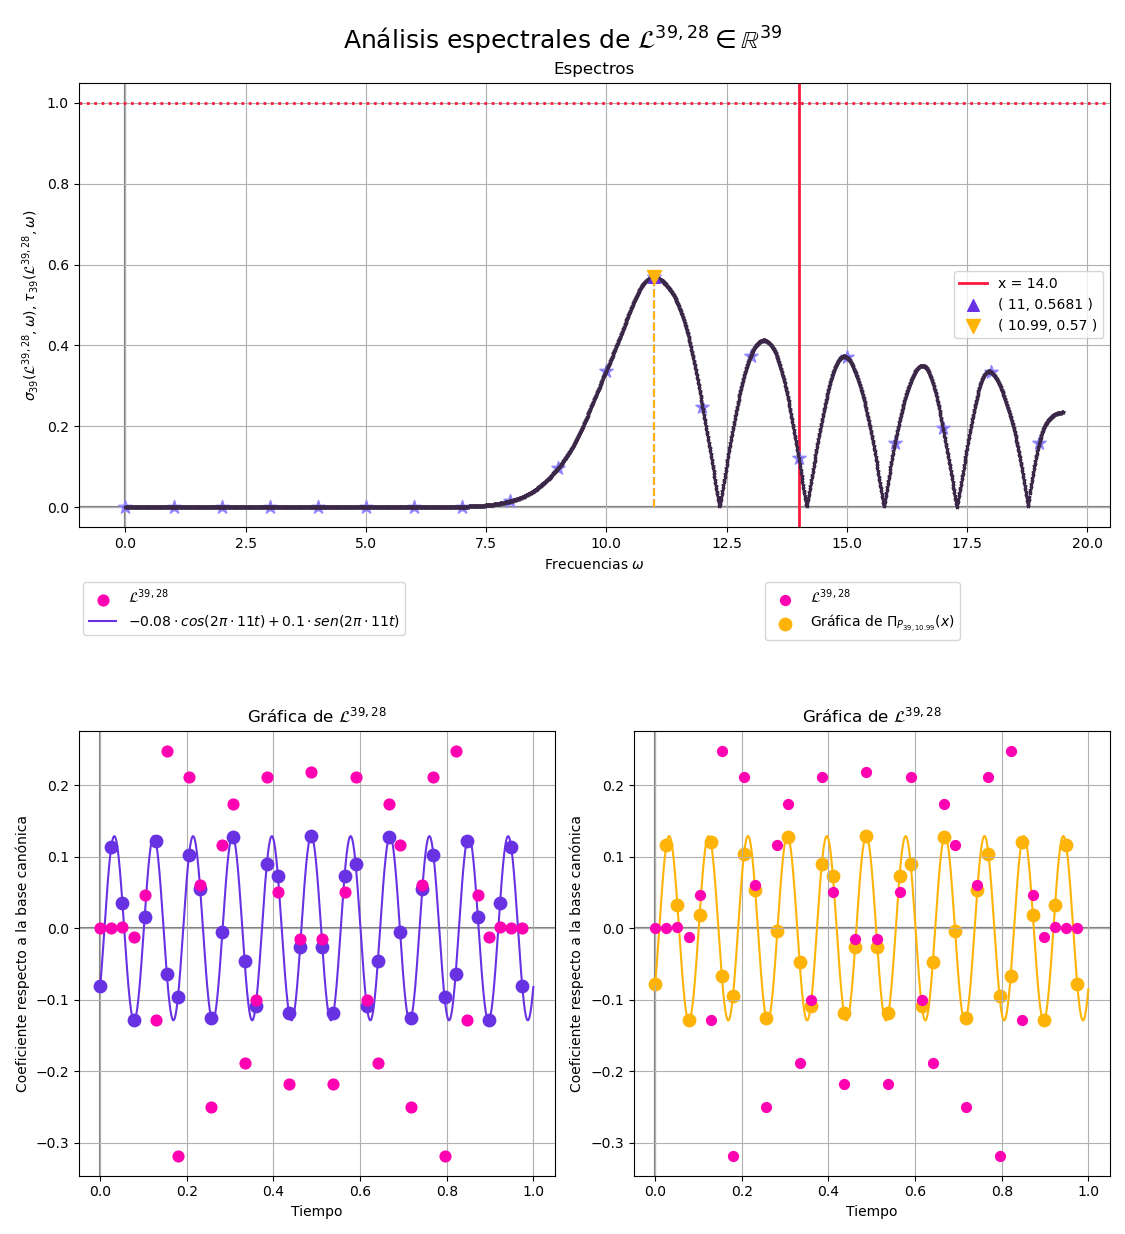 Análisis espectrales de 𝓛^{39,28} ∈ ℝ^{39}
Espectros
1.0
0.8
0.6
0.4
0.2
0.0
σ_{39}(𝓛^{39,28}, ω), τ_{39}(𝓛^{39,28}, ω)
x = 14.0
( 11, 0.5681 )
( 10.99, 0.57 )
0.0 2.5 5.0 7.5 10.0 12.5 15.0 17.5 20.0
Frecuencias ω
𝓛^{39,28}
−0.08 · cos(2π · 11t) + 0.1 · sen(2π · 11t)
𝓛^{39,28}
Gráfica de Π_{P_{39,10.99}}(x)
Gráfica de 𝓛^{39,28}
0.2
0.1
0.0
−0.1
−0.2
−0.3
Coeficiente respecto a la base canónica
0.0 0.2 0.4 0.6 0.8 1.0
Tiempo
Gráfica de 𝓛^{39,28}
0.2
0.1
0.0
−0.1
−0.2
−0.3
Coeficiente respecto a la base canónica
0.0 0.2 0.4 0.6 0.8 1.0
Tiempo